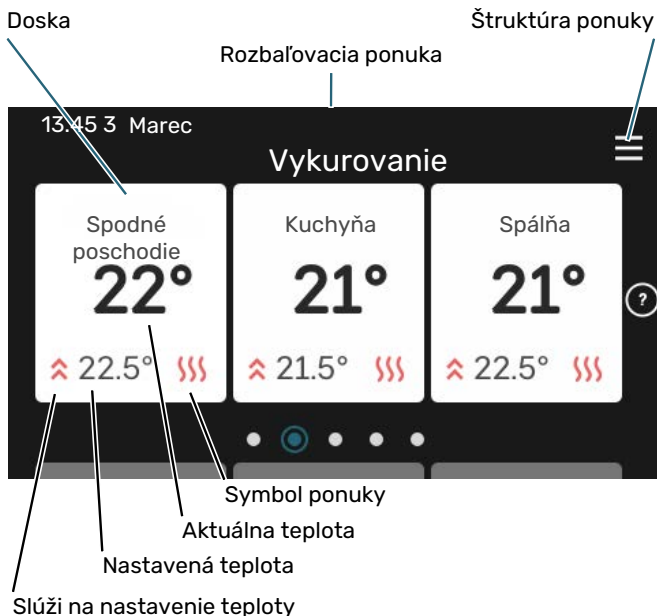 Doska
Štruktúra ponuky
Rozbaľovacia ponuka
13.45 3 Marec
Vykurovanie
Spodné
poschodie
22°
22.5°
Kuchyňa
21°
21.5°
Spálňa
21°
22.5°
?
Symbol ponuky
Aktuálna teplota
Nastavená teplota
Slúži na nastavenie teploty